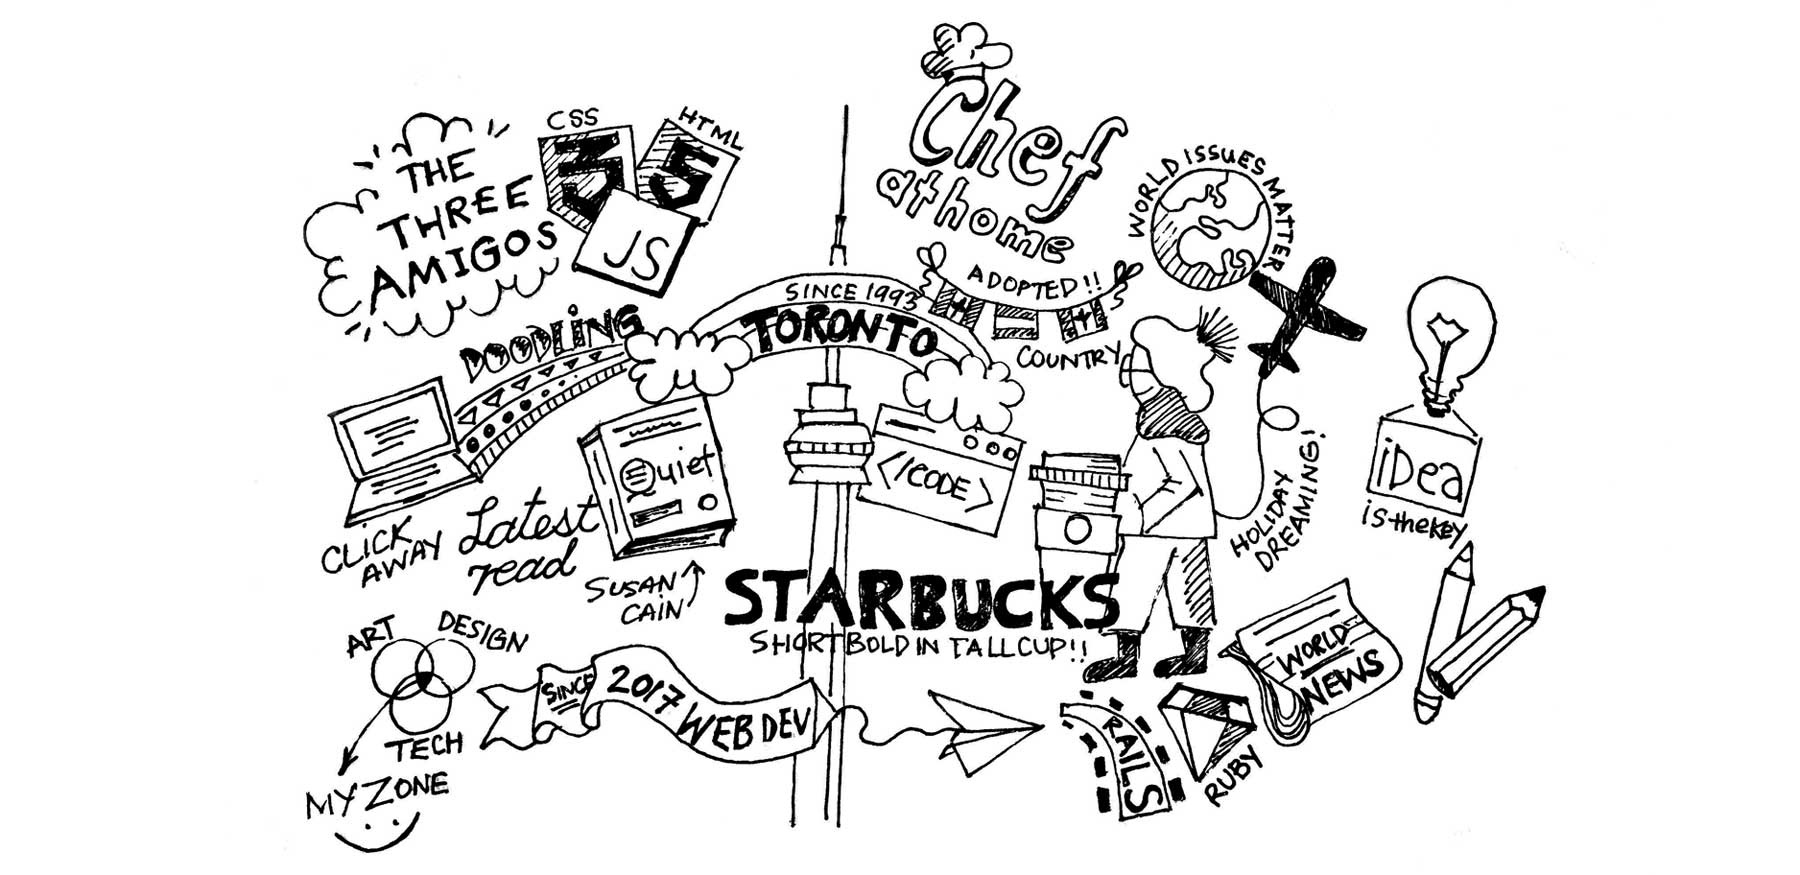 THE
THREE
AMIGOS
CSS
3
HTML
5
JS
Chef
at home
WORLD ISSUES MATTER
ADOPTED!!
COUNTRY
SINCE 1993
TORONTO
DOODLING
CLICK
AWAY
Latest
read
Quiet
SUSAN
CAIN
</CODE>
HOLIDAY
DREAMING!
iDea
is the key
STARBUCKS
SHORT BOLD IN TALL CUP!!
ART
DESIGN
TECH
MY ZONE
SINCE
2017
WEB DEV
RAILS
RUBY
WORLD
NEWS